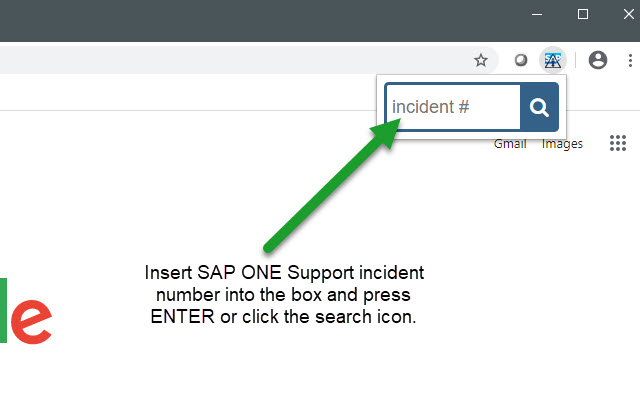 SAP
incident #
Gmail Images
Insert SAP ONE Support incident
number into the box and press
ENTER or click the search icon.
le